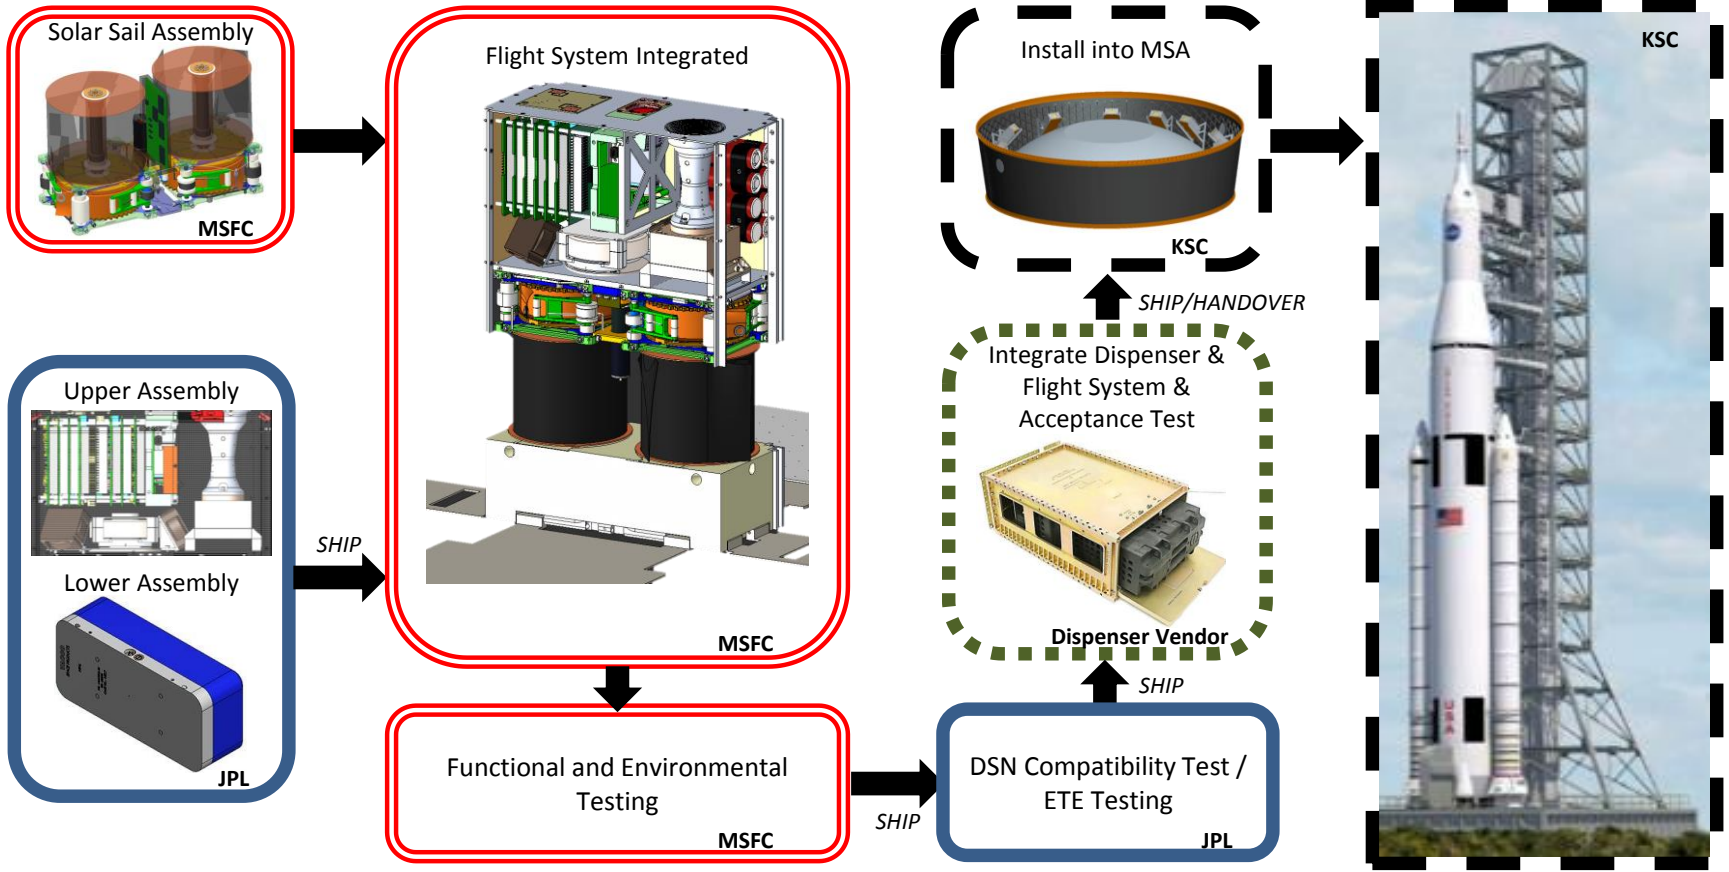 Solar Sail Assembly
MSFC
Upper Assembly
Lower Assembly
JPL
SHIP
Flight System Integrated
MSFC
Functional and Environmental
Testing
MSFC
SHIP
DSN Compatibility Test /
ETE Testing
JPL
SHIP
Integrate Dispenser &
Flight System &
Acceptance Test
Dispenser Vendor
SHIP/HANDOVER
Install into MSA
KSC
KSC
USA